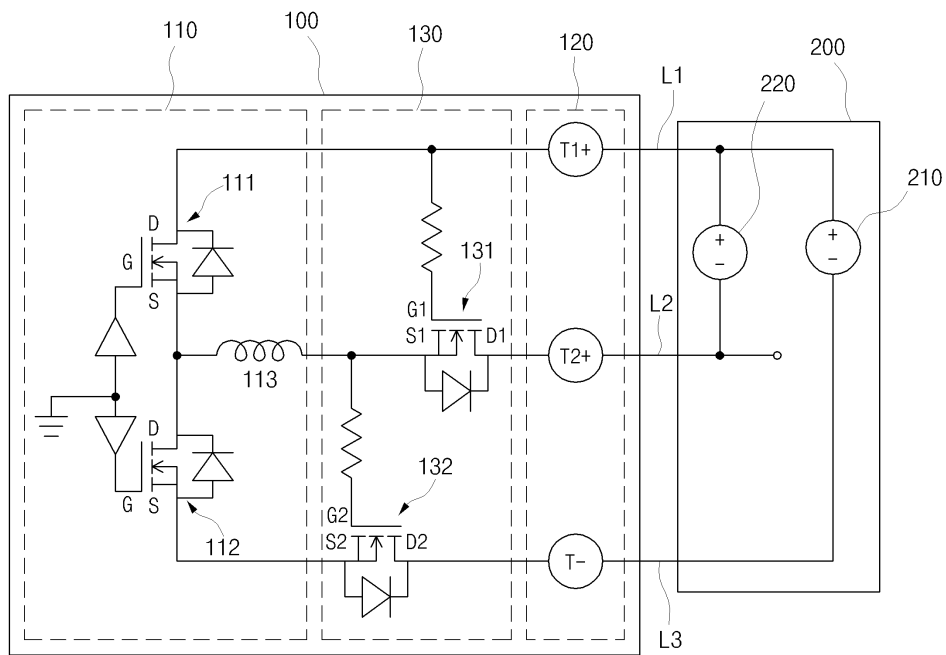 110
100
130
120
L1
220
200
T1+
210
111
D
G
S
+
-
+
-
131
G1
S1
D1
L2
T2+
113
D
G
S
112
132
G2
S2
D2
T-
L3